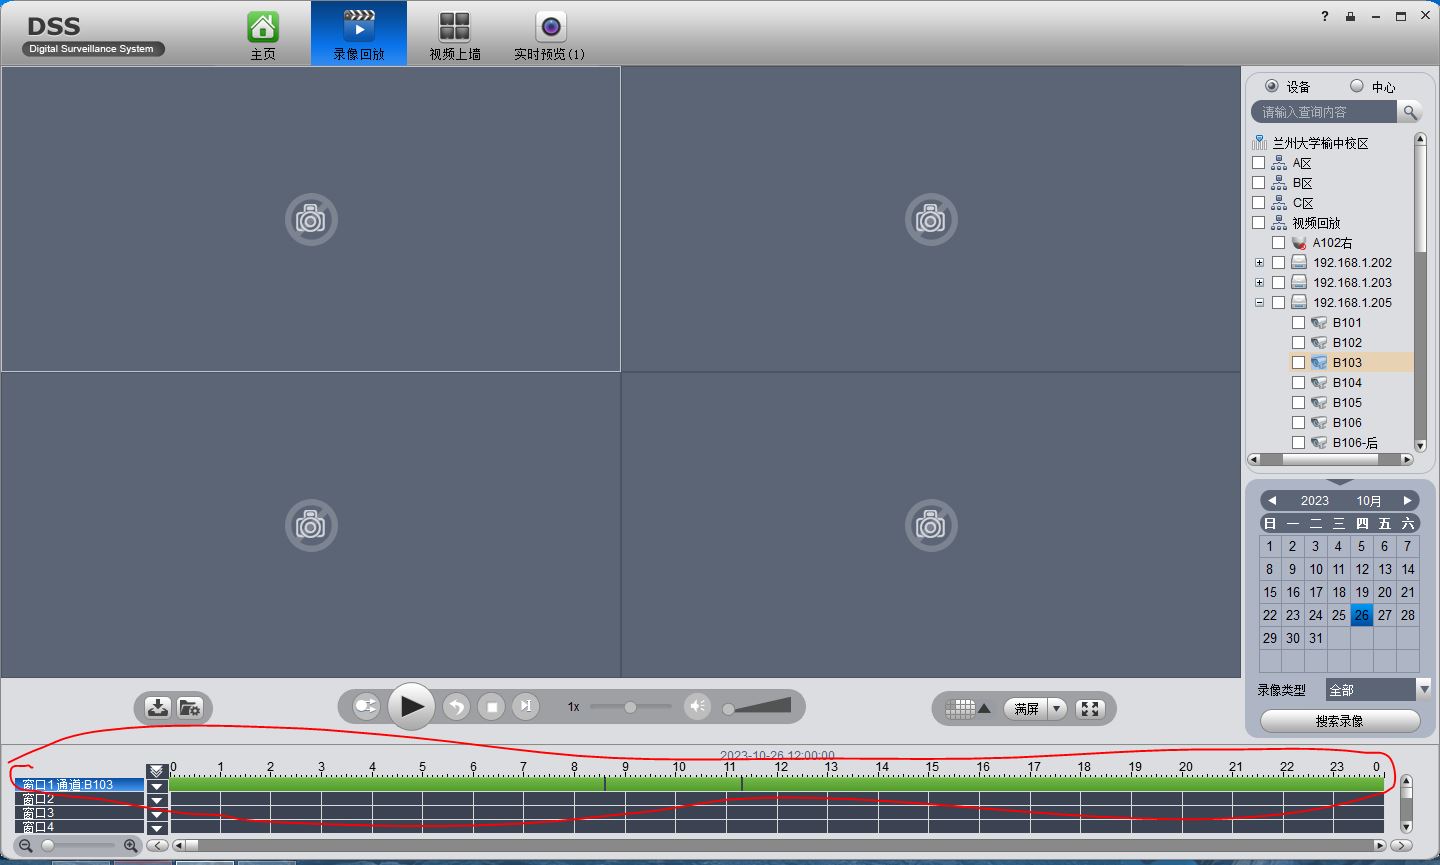 DSS
Digital Surveillance System
主页
录像回放
视频上墙
实时预览(1)
?
设备
中心
请输入查询内容
兰州大学榆中校区
A区
B区
C区
视频回放
A102右
192.168.1.202
192.168.1.203
192.168.1.205
B101
B102
B103
B104
B105
B106
B106-后
2023 10月
日 一 二 三 四 五 六
1 2 3 4 5 6 7
8 9 10 11 12 13 14
15 16 17 18 19 20 21
22 23 24 25 26 27 28
29 30 31
录像类型 全部
搜索录像
1x
满屏
2023-10-26 12:00:00
0 1 2 3 4 5 6 7 8 9 10 11 12 13 14 15 16 17 18 19 20 21 22 23 0
窗口1通道:B103
窗口2
窗口3
窗口4